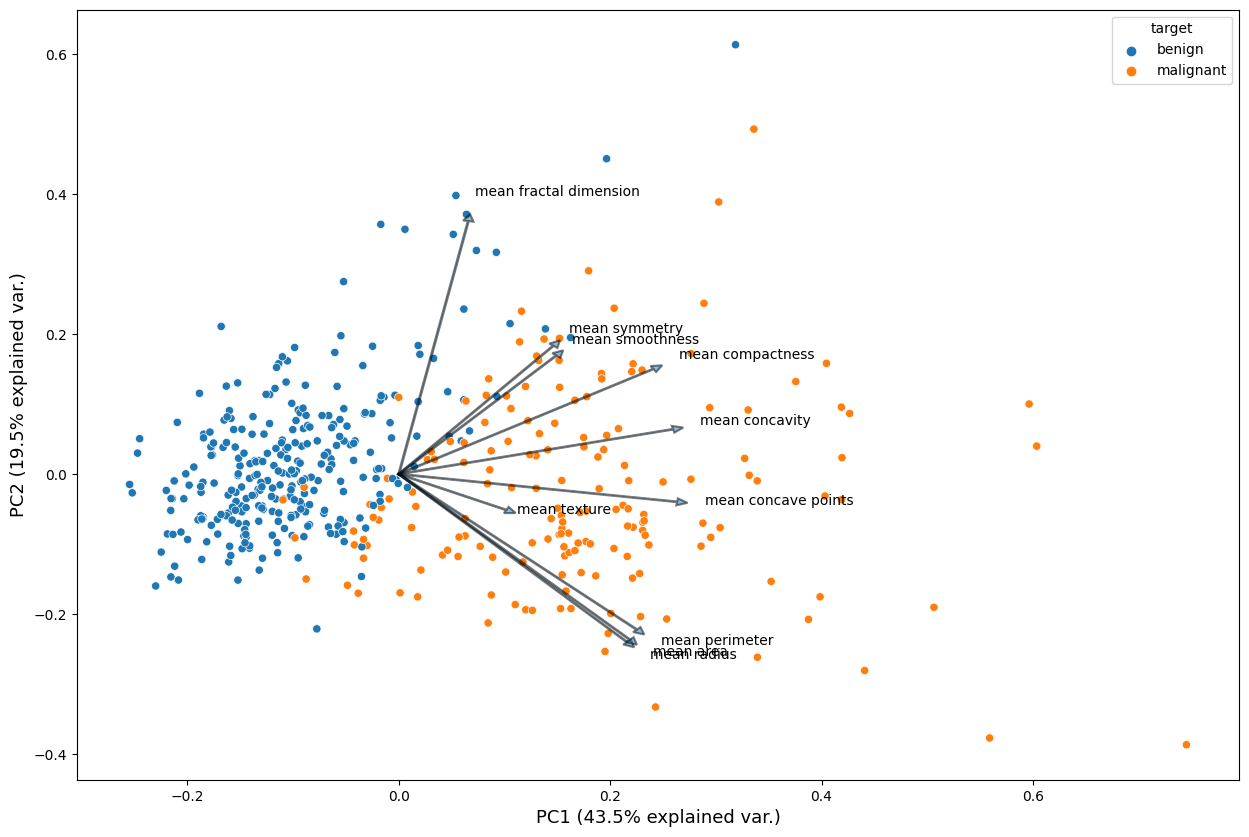 target
benign
malignant
0.6
0.4
0.2
0.0
−0.2
−0.4
PC2 (19.5% explained var.)
mean fractal dimension
mean symmetry
mean smoothness
mean compactness
mean concavity
mean concave points
mean texture
mean perimeter
mean area
mean radius
−0.2
0.0
0.2
0.4
0.6
PC1 (43.5% explained var.)